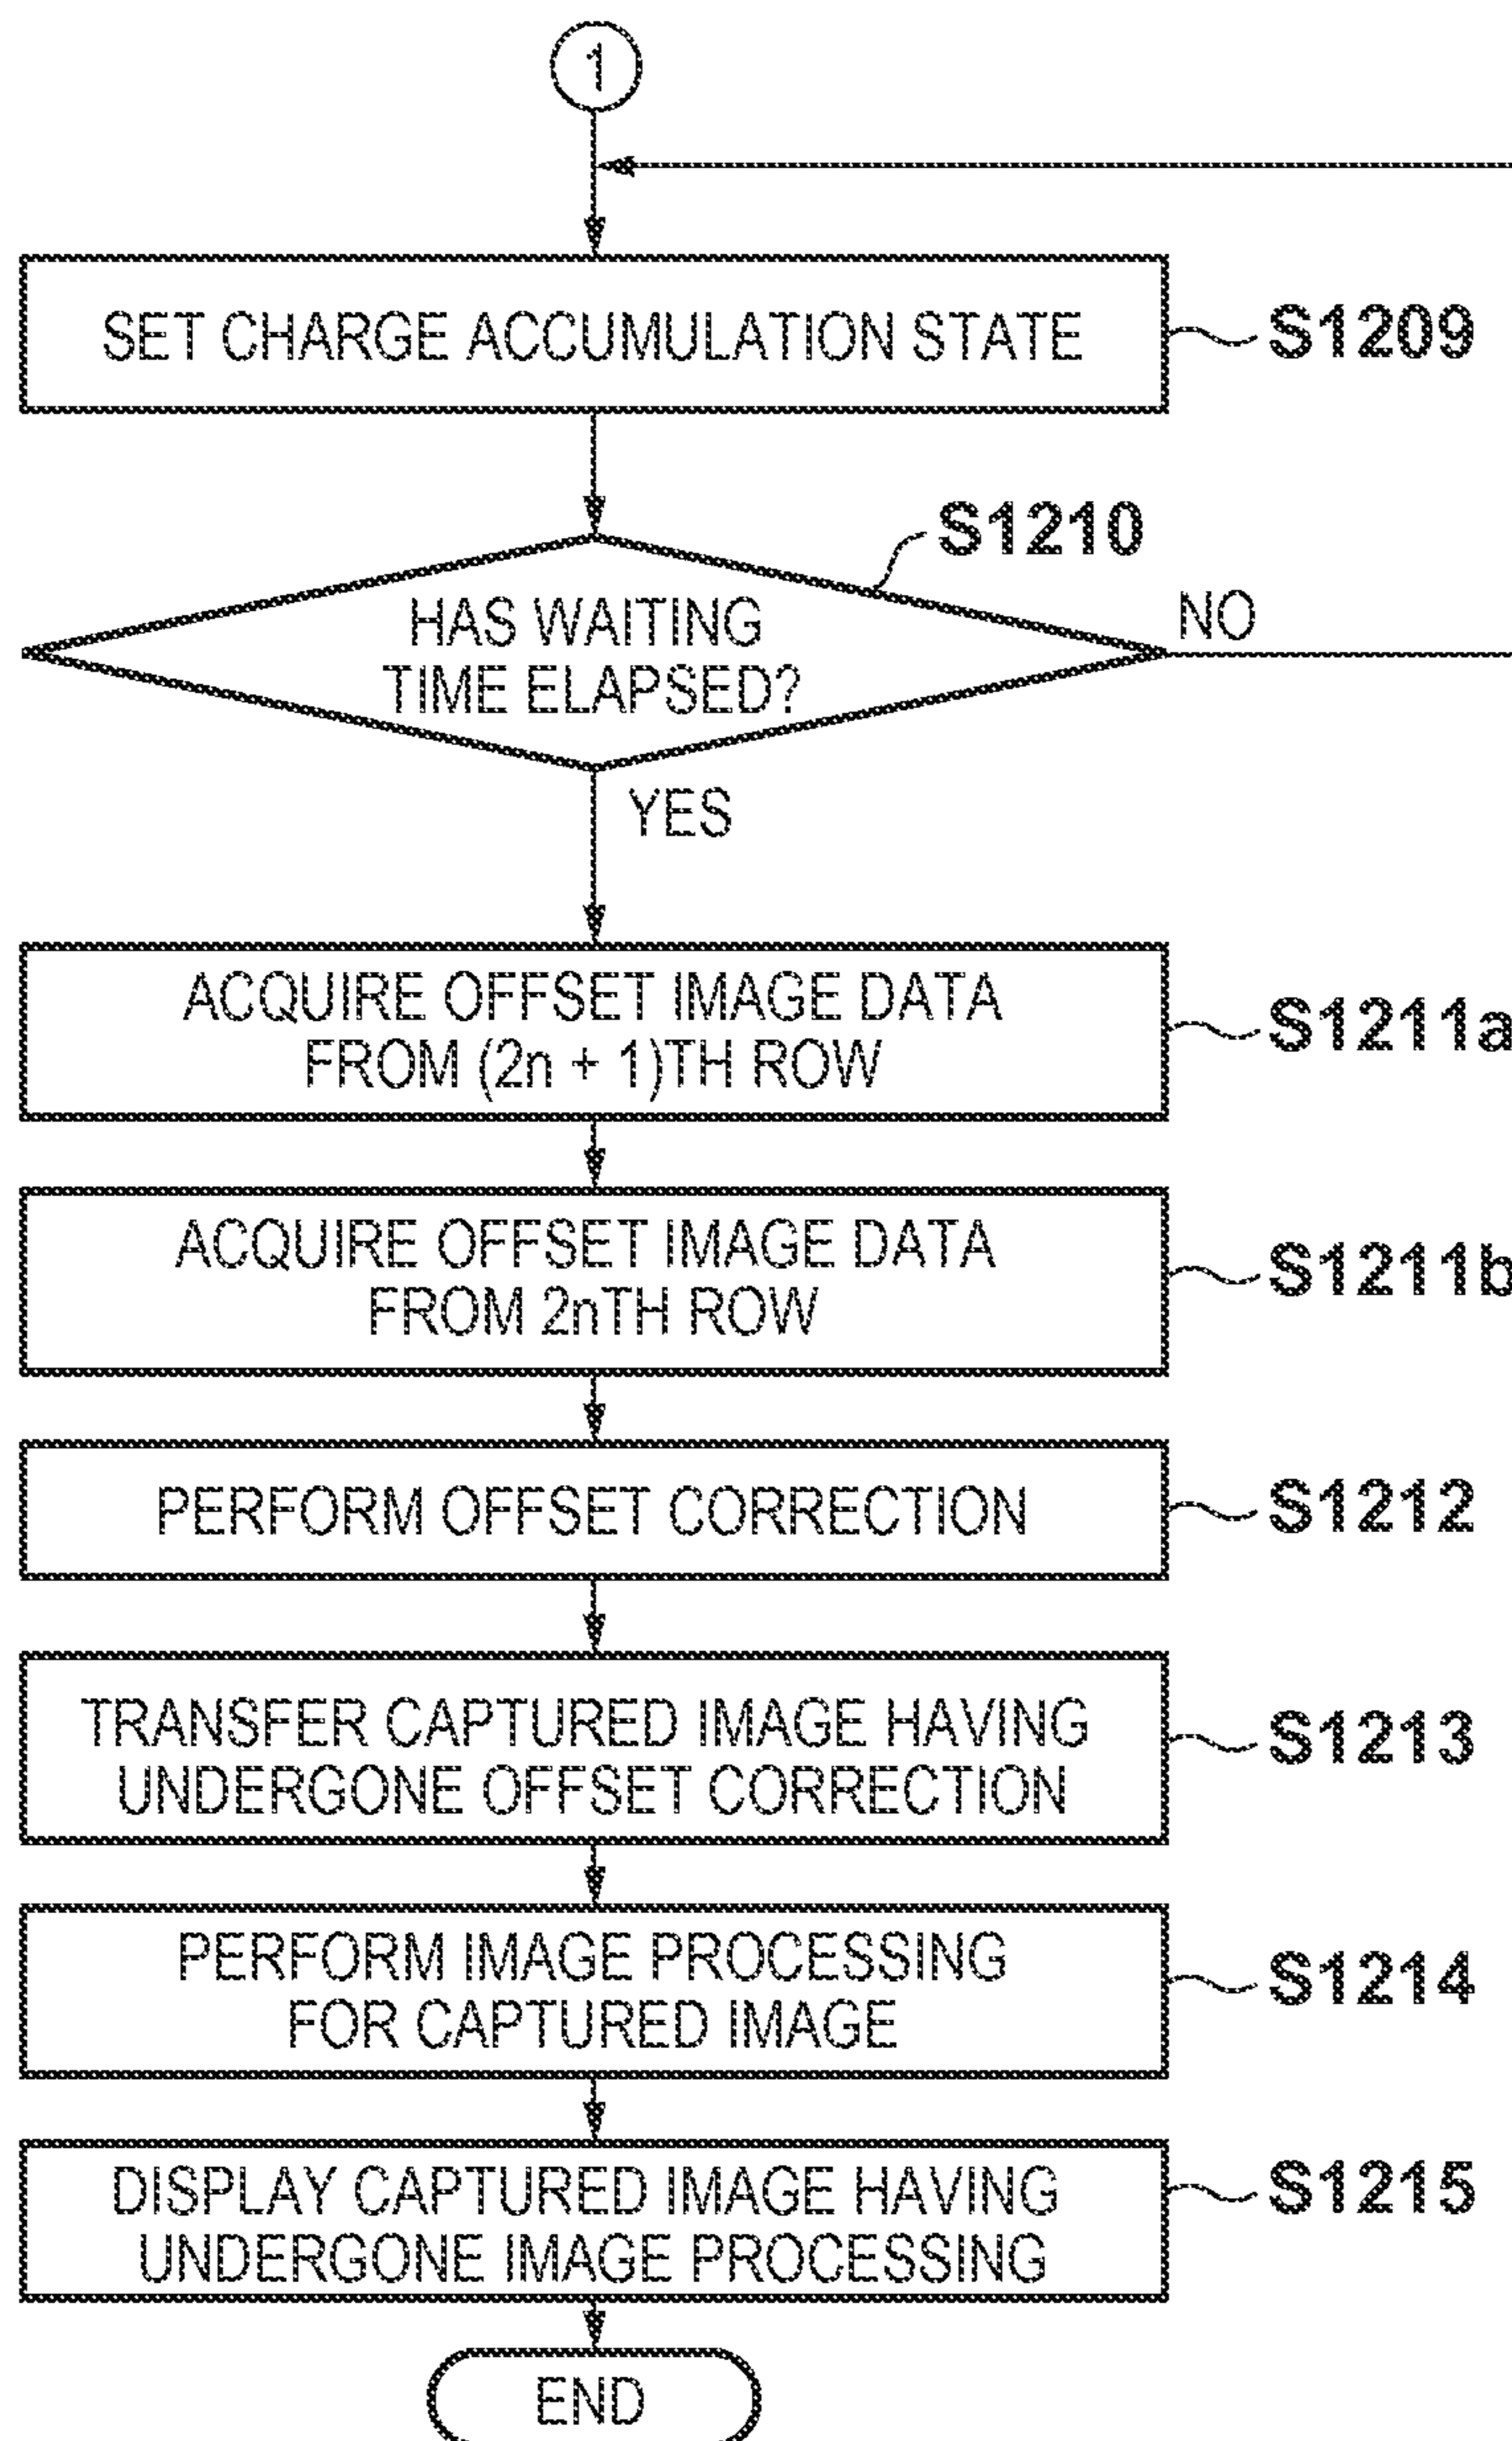 1
SET CHARGE ACCUMULATION STATE
S1209
S1210
HAS WAITING
TIME ELAPSED?
NO
YES
ACQUIRE OFFSET IMAGE DATA
FROM (2n + 1)TH ROW
S1211a
ACQUIRE OFFSET IMAGE DATA
FROM 2nTH ROW
S1211b
PERFORM OFFSET CORRECTION
S1212
TRANSFER CAPTURED IMAGE HAVING
UNDERGONE OFFSET CORRECTION
S1213
PERFORM IMAGE PROCESSING
FOR CAPTURED IMAGE
S1214
DISPLAY CAPTURED IMAGE HAVING
UNDERGONE IMAGE PROCESSING
S1215
END